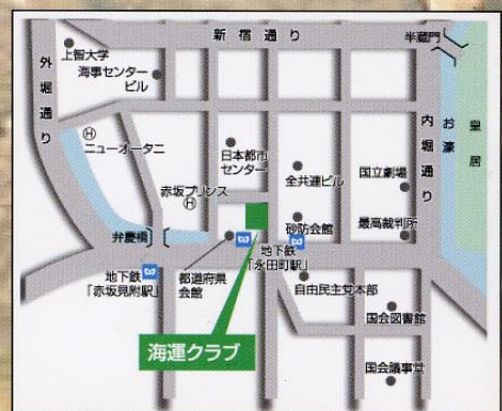 新宿通り
半蔵門
外堀通り
上智大学
海事センター
ビル
Ⓗ
ニューオータニ
日本都市
センター
全共連ビル
国立劇場
内堀通り
お濠
皇居
赤坂プリンス
Ⓗ
砂防会館
最高裁判所
弁慶橋
地下鉄
「赤坂見附駅」
都道府県
会館
地下鉄
「永田町駅」
自由民主党本部
海運クラブ
国会図書館
国会議事堂